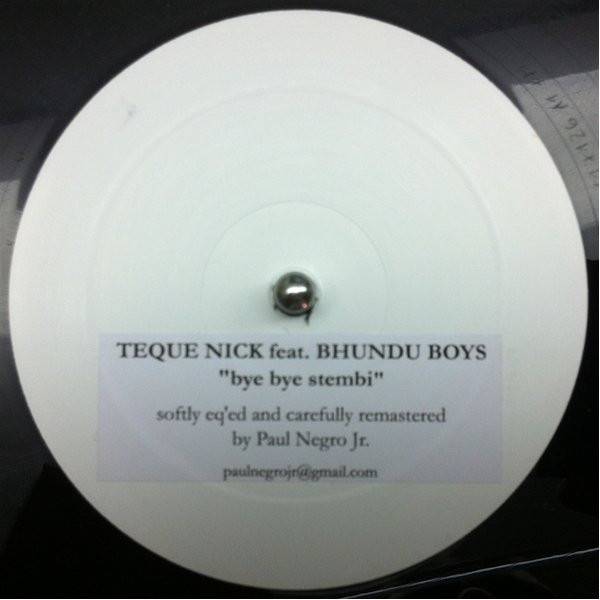 TEQUE NICK feat. BHUNDU BOYS
"bye bye stembi"
softly eq'ed and carefully remastered
by Paul Negro Jr.
paulnegrojr@gmail.com